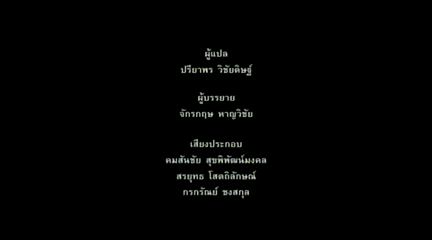 ผู้แปล
ปรียาพร วิชัยดิษฐ์
ผู้บรรยาย
จักรกฤษ หาญวิชัย
เสียงประกอบ
คมสันชัย สุขพิพัฒน์มงคล
สรยุทธ โสตถิลักษณ์
กรกรัณย์ ชงสกุล